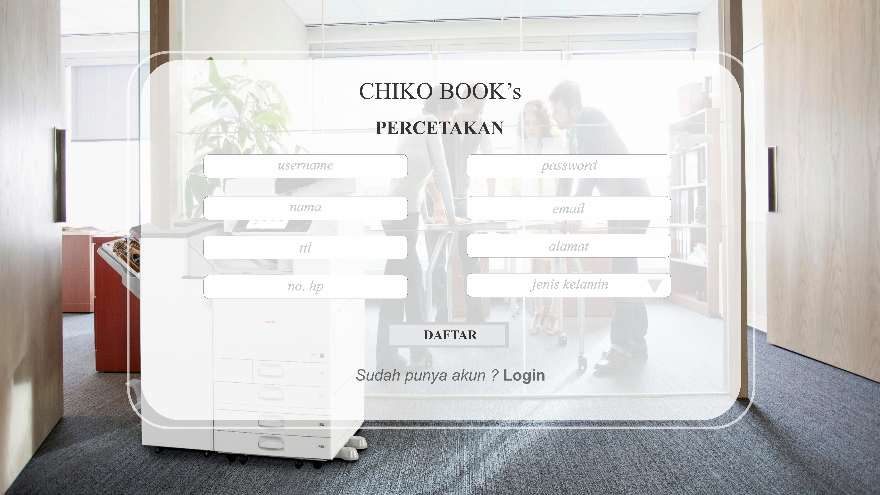 CHIKO BOOK's
PERCETAKAN
username
password
nama
email
ttl
alamat
no. hp
jenis kelamin
DAFTAR
Sudah punya akun ? Login